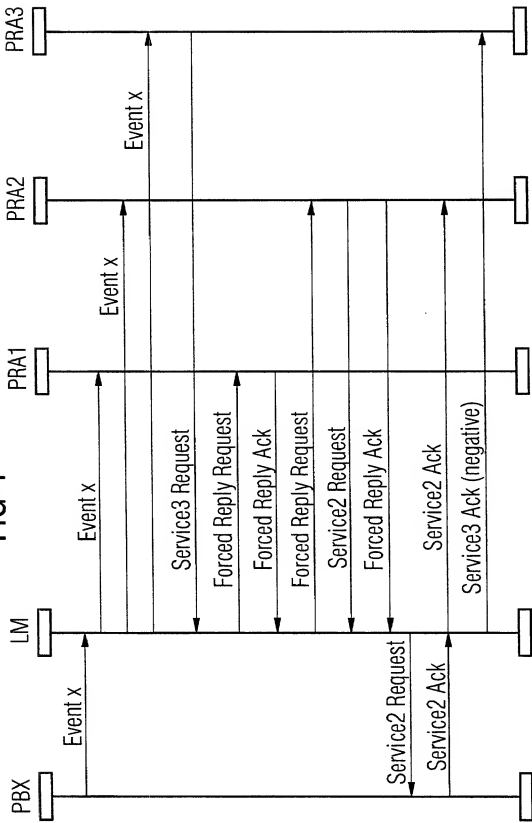 PBX
LM
PRA1
PRA2
PRA3
Event x
Event x
Event x
Event x
Service3 Request
Forced Reply Request
Forced Reply Ack
Forced Reply Request
Service2 Request
Forced Reply Ack
Service2 Request
Service2 Ack
Service2 Ack
Service3 Ack (negative)